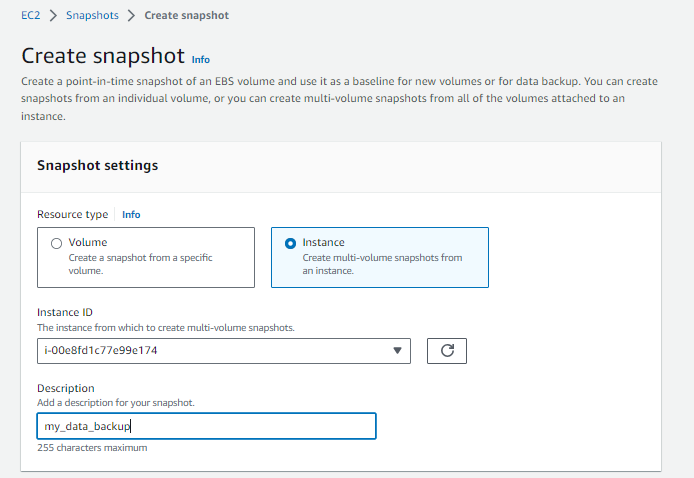 EC2 > Snapshots > Create snapshot
Create snapshot Info
Create a point-in-time snapshot of an EBS volume and use it as a baseline for new volumes or for data backup. You can create
snapshots from an individual volume, or you can create multi-volume snapshots from all of the volumes attached to an
instance.
Snapshot settings
Resource type Info
Volume
Create a snapshot from a specific
volume.
Instance
Create multi-volume snapshots from
an instance.
Instance ID
The instance from which to create multi-volume snapshots.
i-00e8fd1c77e99e174
Description
Add a description for your snapshot.
my_data_backup
255 characters maximum